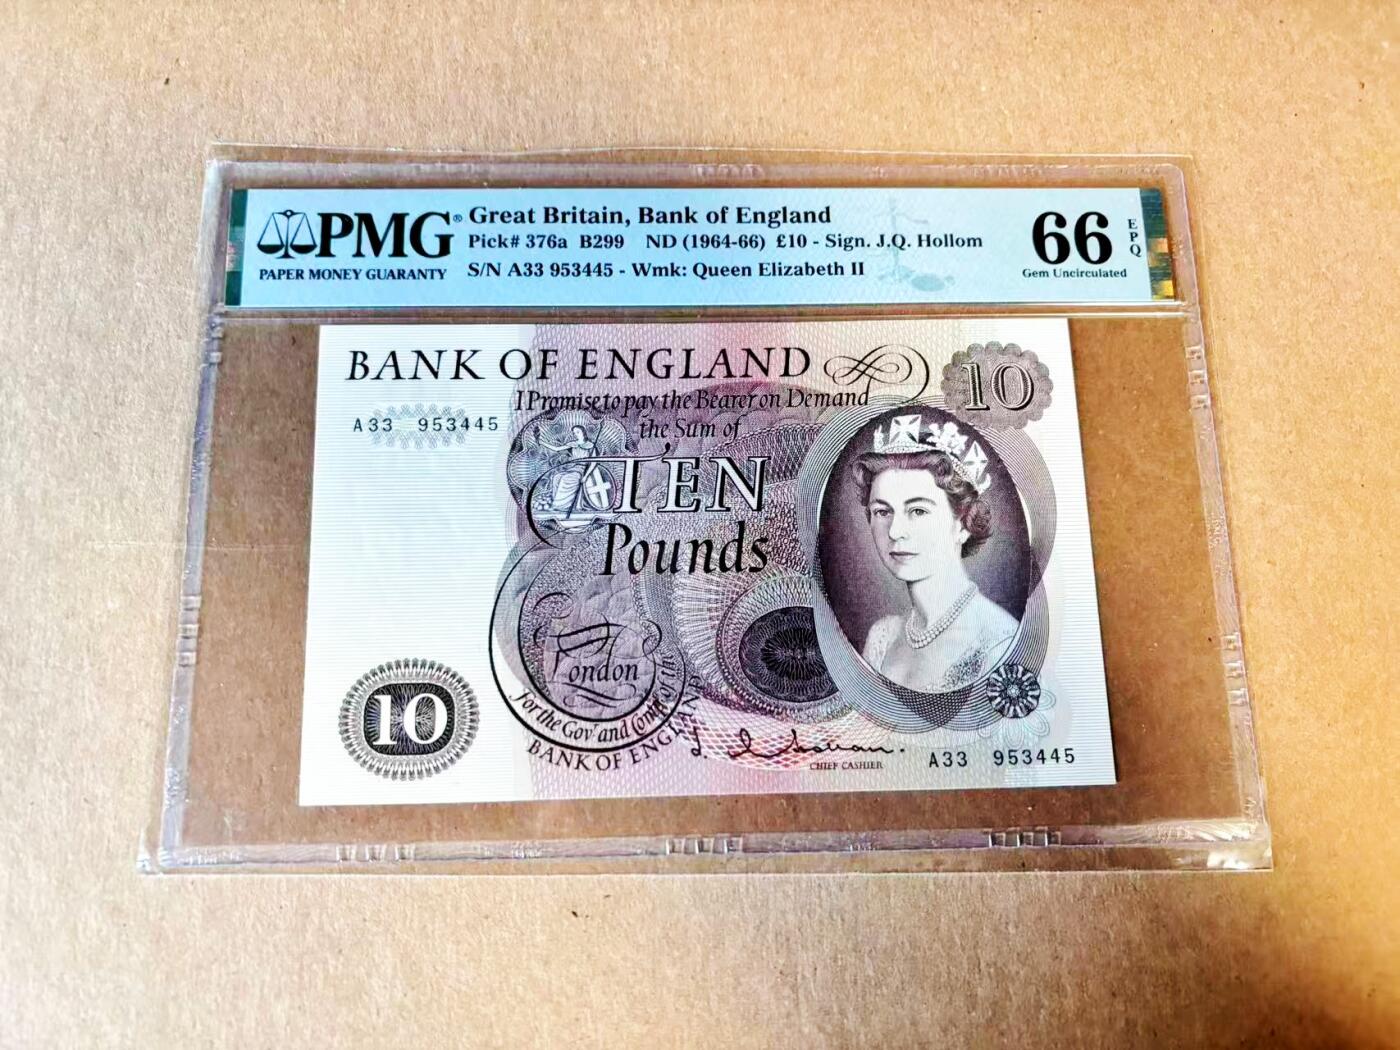 PMG®
PAPER MONEY GUARANTY
Great Britain, Bank of England
Pick# 376a B299 ND (1964-66) £10 - Sign. J.Q. Hollom
S/N A33 953445 - Wmk: Queen Elizabeth II
66
EPQ
Gem Uncirculated
BANK OF ENGLAND
10
I Promise to pay the Bearer on Demand
the Sum of
A33 953445
TEN
Pounds
London
for the Govr and Compa of the
BANK OF ENGLAND
10
CHIEF CASHIER
A33 953445